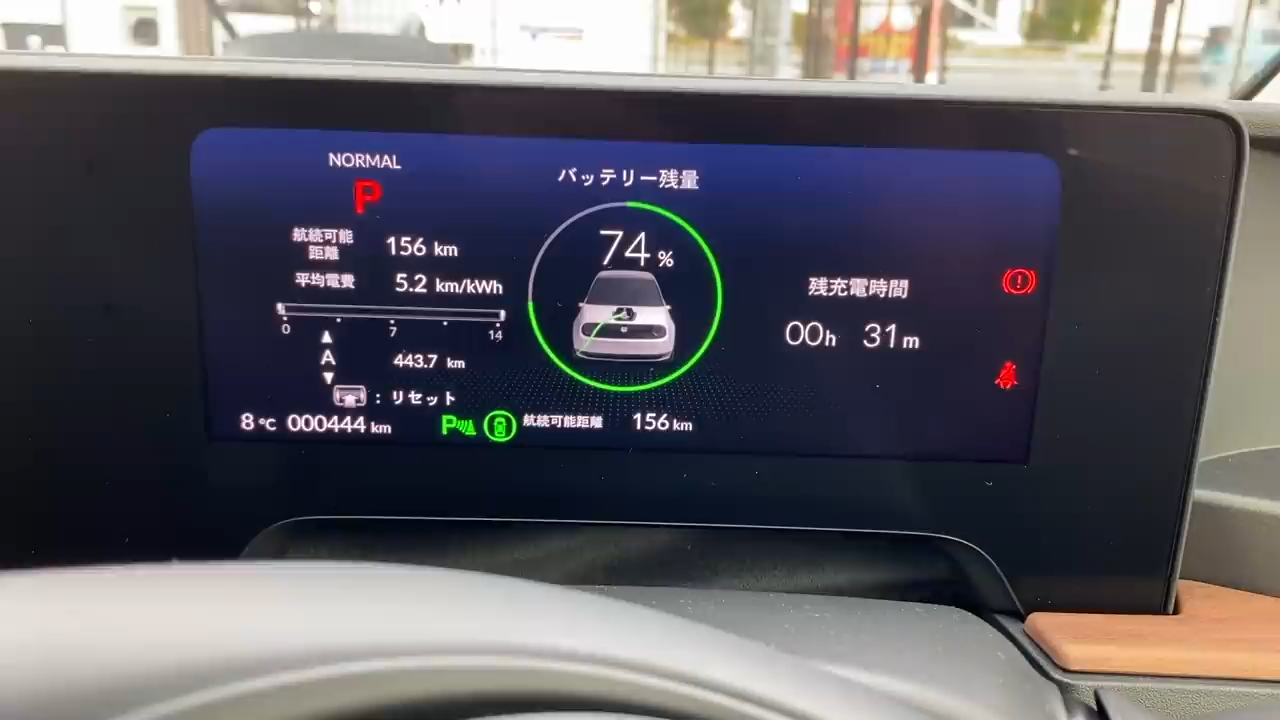 NORMAL
P
航続可能
距離
156 km
平均電費
5.2 km/kWh
0 7 14
A
443.7 km
: リセット
8 °C 000444 km
P
航続可能距離 156 km
バッテリー残量
74 %
残充電時間
00h 31m